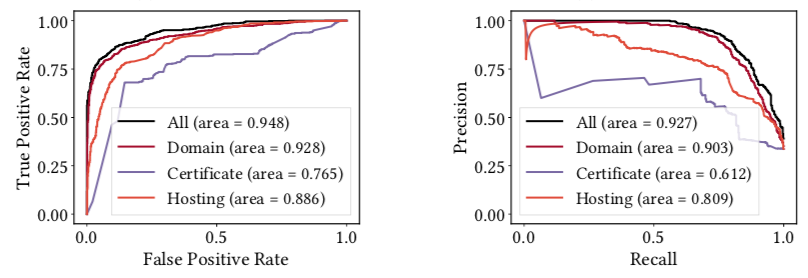 1.00
0.75
0.50
0.25
0.00
True Positive Rate
All (area = 0.948)
Domain (area = 0.928)
Certificate (area = 0.765)
Hosting (area = 0.886)
0.0 0.5 1.0
False Positive Rate
1.00
0.75
0.50
0.25
0.00
Precision
All (area = 0.927)
Domain (area = 0.903)
Certificate (area = 0.612)
Hosting (area = 0.809)
0.0 0.5 1.0
Recall